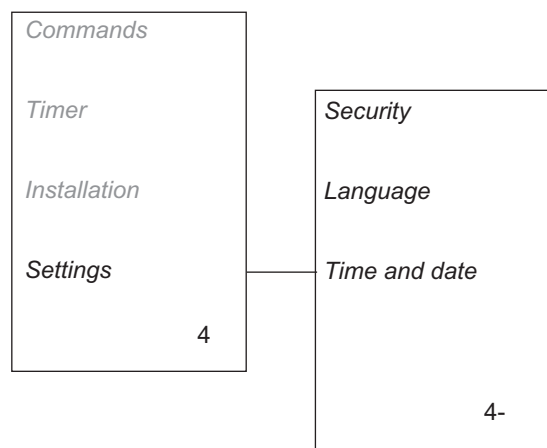 Commands
Timer
Installation
Settings
4
Security
Language
Time and date
4-